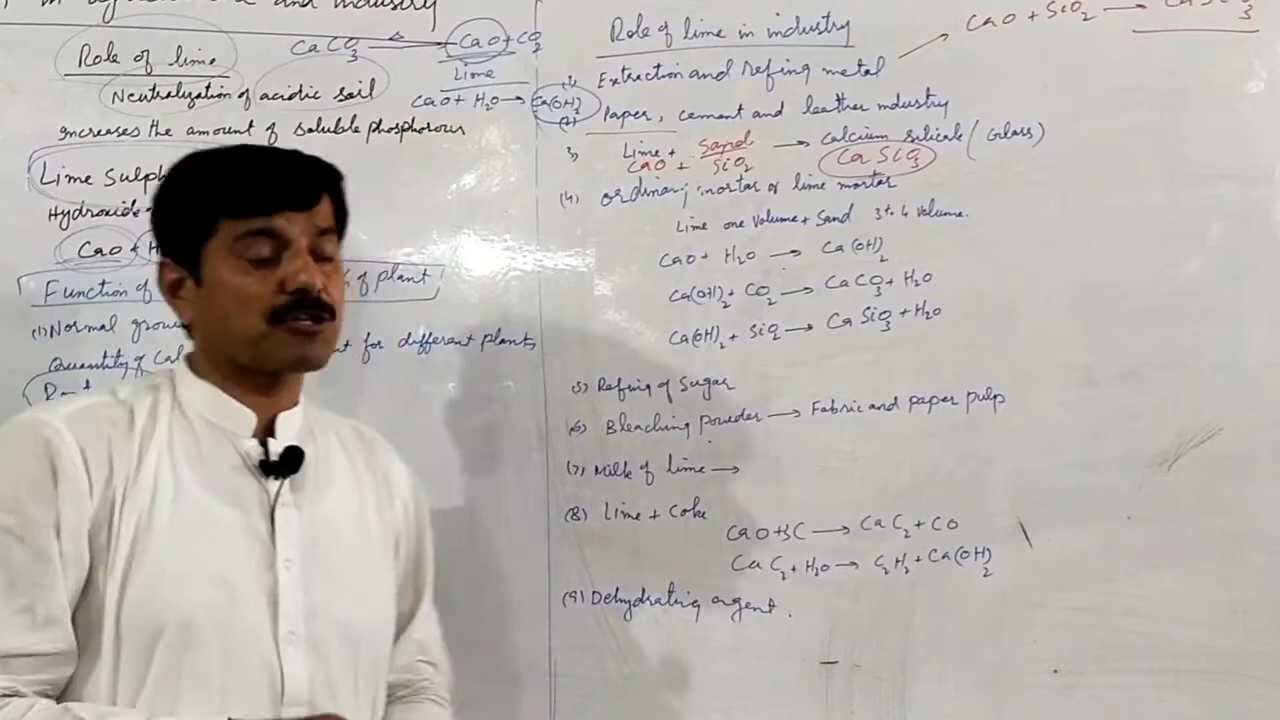 and industry
Role of lime
CaCO3 → CaO + CO2
Lime
Neutralization of acidic soil
CaO + H2O → Ca(OH)2
increases the amount of soluble phosphorous
Lime Sulph
Hydroxide
CaO + H
Function of
of plant
(1) Normal grow
Quantity of Cal
t for different plants
Role of lime in industry
CaO + SiO2 →
3
(1) Extraction and refing metal
(2) Paper, cement and leather industry
3, Lime + Sand → calcium silicate (Glass)
CaO + SiO2
CaSiO3
(4) ordinary mortar of lime mortar
Lime one volume + Sand 3 to 4 volume.
CaO + H2O → Ca(OH)2
Ca(OH)2 + CO2 → CaCO3 + H2O
Ca(OH)2 + SiO2 → CaSiO3 + H2O
(5) Refing of Sugar
(6) Bleaching powder → Fabric and paper pulp
(7) Milk of lime →
(8) Lime + Coke
CaO + 3C → CaC2 + CO
CaC2 + H2O → C2H2 + Ca(OH)2
(9) Dehydrating agent.